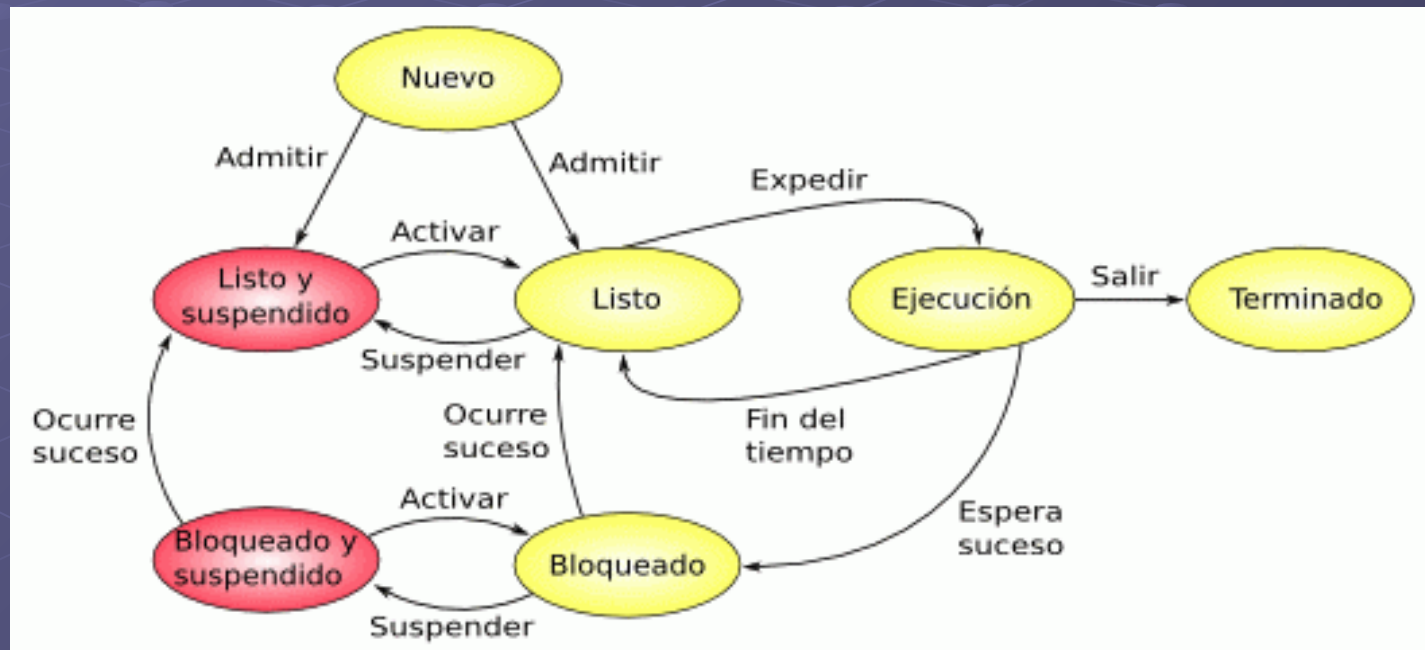 Nuevo
Admitir
Admitir
Expedir
Activar
Listo y
suspendido
Listo
Ejecución
Salir
Terminado
Suspender
Ocurre
suceso
Ocurre
suceso
Fin del
tiempo
Activar
Espera
suceso
Bloqueado y
suspendido
Bloqueado
Suspender